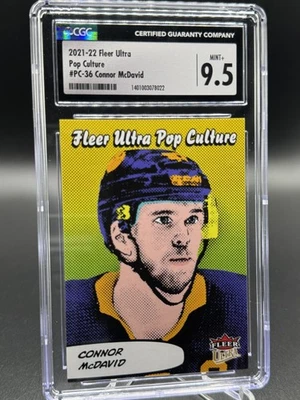 CGC
CERTIFIED GUARANTY COMPANY
2021-22 Fleer Ultra
Pop Culture
#PC-36 Connor McDavid
1401003078022
MINT+
9.5
Fleer Ultra Pop Culture
CONNOR
McDAVID
FLEER
ULTRA